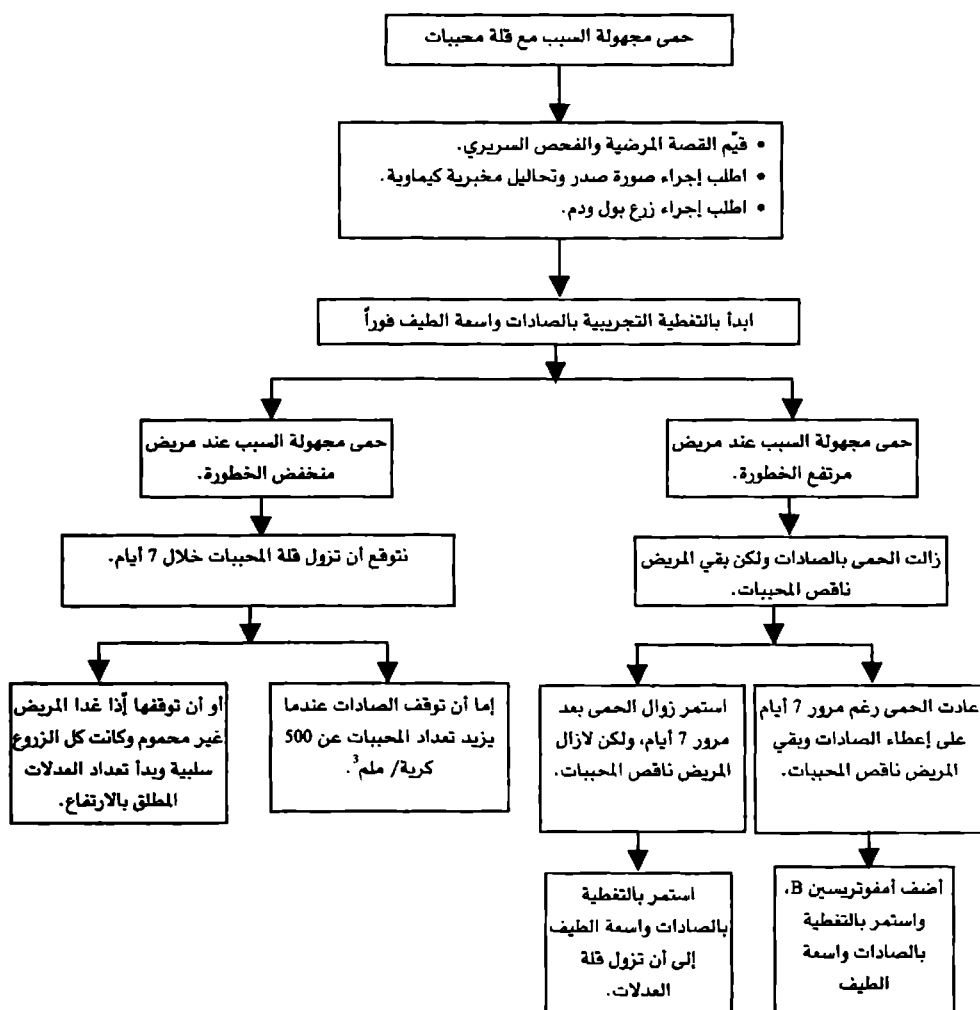 حمى مجهولة السبب مع قلة محببات
• قيّم القصة المرضية والفحص السريري.
• اطلب إجراء صورة صدر وتحاليل مخبرية كيماوية.
• اطلب إجراء زرع بول ودم.
ابدأ بالتغطية التجريبية بالصادات واسعة الطيف فوراً
حمى مجهولة السبب عند مريض
مرتفع الخطورة.
حمى مجهولة السبب عند مريض
منخفض الخطورة.
زالت الحمى بالصادات ولكن بقي المريض
ناقص المحببات.
نتوقع أن تزول قلة المحببات خلال 7 أيام.
عادت الحمى رغم مرور 7 أيام
على إعطاء الصادات وبقي
المريض ناقص المحببات.
استمر زوال الحمى بعد
مرور 7 أيام، ولكن لازال
المريض ناقص المحببات.
إما أن توقف الصادات عندما
يزيد تعداد المحببات عن 500
كرية/ ملم³.
أو أن توقفها إّذا غدا المريض
غير محموم وكانت كل الزروع
سلبية وبدأ تعداد العدلات
المطلق بالارتفاع.
أضف أمفوتريسين B،
واستمر بالتغطية
بالصادات واسعة
الطيف
استمر بالتغطية
بالصادات واسعة الطيف
إلى أن تزول قلة
العدلات.